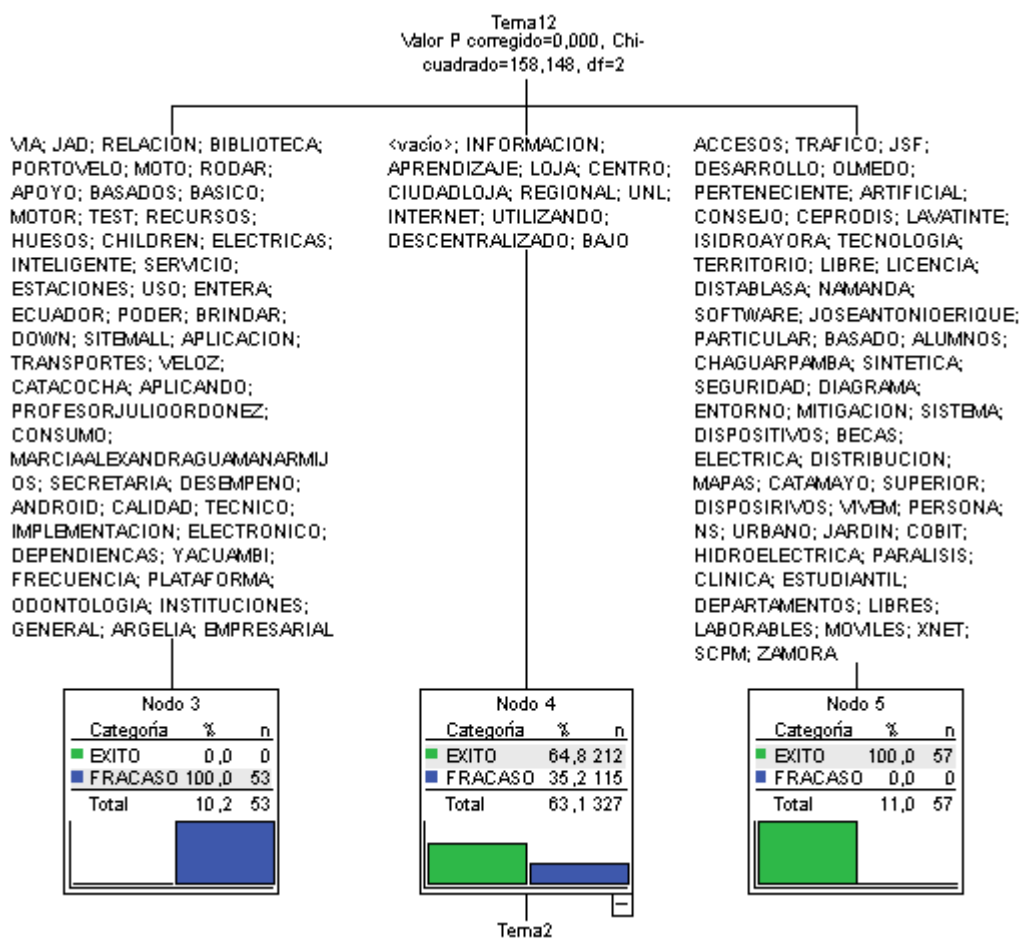 Tema12
Valor P corregido=0,000, Chi-
cuadrado=158,148, df=2
VIA; JAD; RELACION; BIBLIOTECA;
PORTOVELO; MOTO; RODAR;
APOYO; BASADOS; BASICO;
MOTOR; TEST; RECURSOS;
HUESOS; CHILDREN; ELECTRICAS;
INTELIGENTE; SERVICIO;
ESTACIONES; USO; ENTERA;
ECUADOR; PODER; BRINDAR;
DOWN; SITEMALL; APLICACION;
TRANSPORTES; VELOZ;
CATACOCHA; APLICANDO;
PROFESORJULIOORDONEZ;
CONSUMO;
MARCIAALEXANDRAGUAMANARMIJ
OS; SECRETARIA; DESEMPENO;
ANDROID; CALIDAD; TECNICO;
IMPLEMENTACION; ELECTRONICO;
DEPENDIENCAS; YACUAMBI;
FRECUENCIA; PLATAFORMA;
ODONTOLOGIA; INSTITUCIONES;
GENERAL; ARGELIA; EMPRESARIAL
<vacío>; INFORMACION;
APRENDIZAJE; LOJA; CENTRO;
CIUDADLOJA; REGIONAL; UNL;
INTERNET; UTILIZANDO;
DESCENTRALIZADO; BAJO
ACCESOS; TRAFICO; JSF;
DESARROLLO; OLMEDO;
PERTENECIENTE; ARTIFICIAL;
CONSEJO; CEPRODIS; LAVATINTE;
ISIDROAYORA; TECNOLOGIA;
TERRITORIO; LIBRE; LICENCIA;
DISTABLASA; NAMANDA;
SOFTWARE; JOSEANTONIOERIQUE;
PARTICULAR; BASADO; ALUMNOS;
CHAGUARPAMBA; SINTETICA;
SEGURIDAD; DIAGRAMA;
ENTORNO; MITIGACION; SISTEMA;
DISPOSITIVOS; BECAS;
ELECTRICA; DISTRIBUCION;
MAPAS; CATAMAYO; SUPERIOR;
DISPOSIRIVOS; VIVEM; PERSONA;
NS; URBANO; JARDIN; COBIT;
HIDROELECTRICA; PARALISIS;
CLINICA; ESTUDIANTIL;
DEPARTAMENTOS; LIBRES;
LABORABLES; MOVILES; XNET;
SCPM; ZAMORA
Nodo 3
Categoría % n
EXITO 0,0 0
FRACASO 100,0 53
Total 10,2 53
Nodo 4
Categoría % n
EXITO 64,8 212
FRACASO 35,2 115
Total 63,1 327
Nodo 5
Categoría % n
EXITO 100,0 57
FRACASO 0,0 0
Total 11,0 57
Tema2